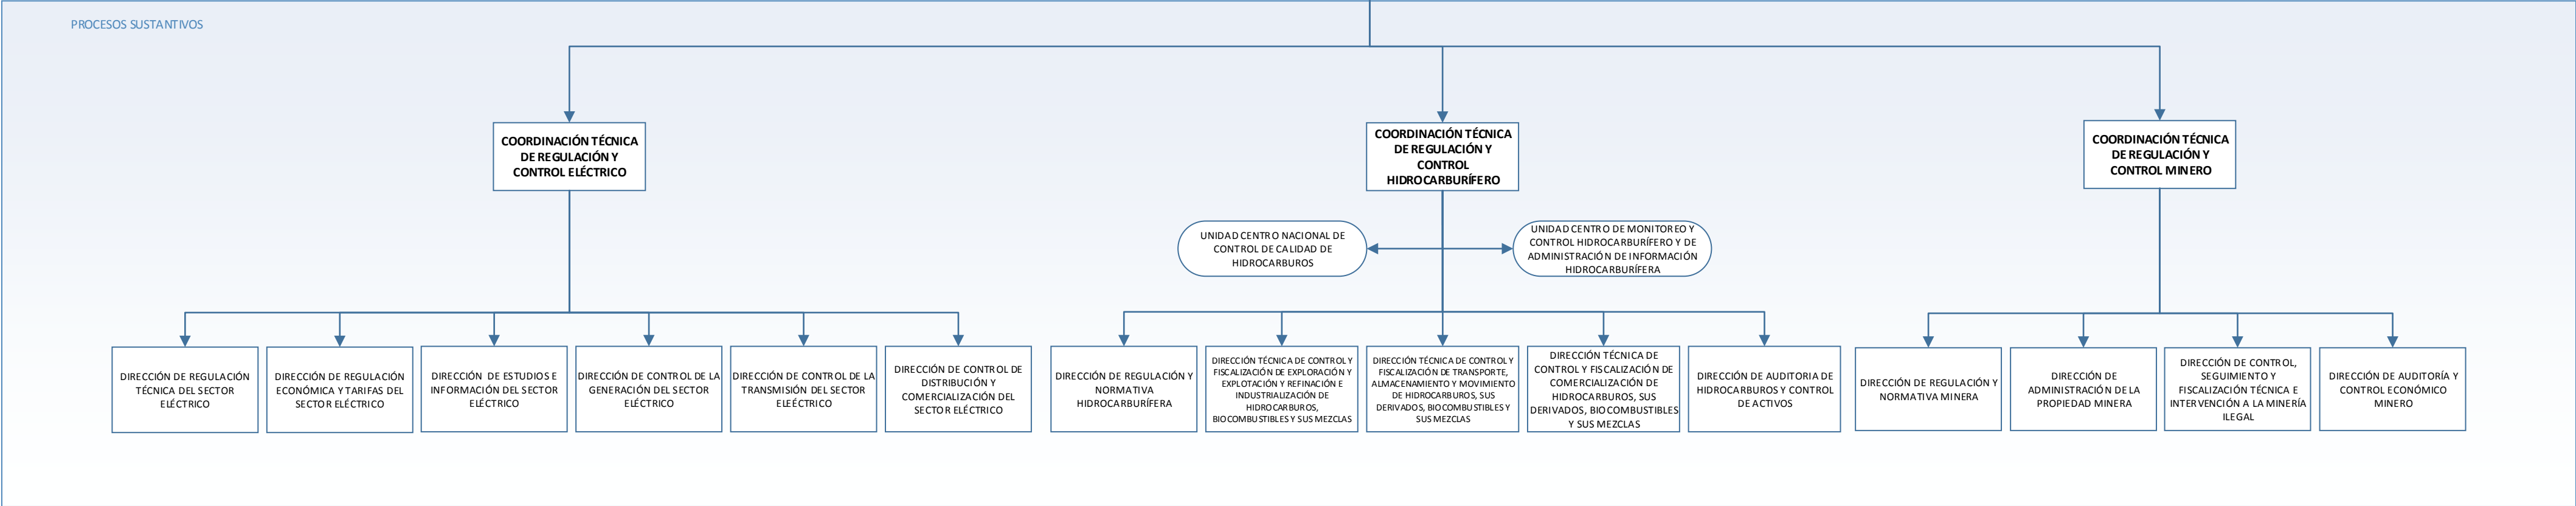 PROCESOS SUSTANTIVOS
COORDINACIÓN TÉCNICA
DE REGULACIÓN Y
CONTROL ELÉCTRICO
COORDINACIÓN TÉCNICA
DE REGULACIÓN Y
CONTROL
HIDROCARBURÍFERO
COORDINACIÓN TÉCNICA
DE REGULACIÓN Y
CONTROL MINERO
UNIDAD CENTRO NACIONAL DE
CONTROL DE CALIDAD DE
HIDROCARBUROS
UNIDAD CENTRO DE MONITOREO Y
CONTROL HIDROCARBURÍFERO Y DE
ADMINISTRACIÓN DE INFORMACIÓN
HIDROCARBURÍFERA
DIRECCIÓN DE REGULACIÓN
TÉCNICA DEL SECTOR
ELÉCTRICO
DIRECCIÓN DE REGULACIÓN
ECONÓMICA Y TARIFAS DEL
SECTOR ELÉCTRICO
DIRECCIÓN DE ESTUDIOS E
INFORMACIÓN DEL SECTOR
ELÉCTRICO
DIRECCIÓN DE CONTROL DE LA
GENERACIÓN DEL SECTOR
ELÉCTRICO
DIRECCIÓN DE CONTROL DE LA
TRANSMISIÓN DEL SECTOR
ELEÉCTRICO
DIRECCIÓN DE CONTROL DE
DISTRIBUCIÓN Y
COMERCIALIZACIÓN DEL
SECTOR ELÉCTRICO
DIRECCIÓN DE REGULACIÓN Y
NORMATIVA
HIDROCARBURÍFERA
DIRECCIÓN TÉCNICA DE CONTROL Y
FISCALIZACIÓN DE EXPLORACIÓN Y
EXPLOTACIÓN Y REFINACIÓN E
INDUSTRIALIZACIÓN DE
HIDROCARBUROS,
BIOCOMBUSTIBLES Y SUS MEZCLAS
DIRECCIÓN TÉCNICA DE CONTROL Y
FISCALIZACIÓN DE TRANSPORTE,
ALMACENAMIENTO Y MOVIMIENTO
DE HIDROCARBUROS, SUS
DERIVADOS, BIOCOMBUSTIBLES Y
SUS MEZCLAS
DIRECCIÓN TÉCNICA DE
CONTROL Y FISCALIZACIÓN DE
COMERCIALIZACIÓN DE
HIDROCARBUROS, SUS
DERIVADOS, BIOCOMBUSTIBLES
Y SUS MEZCLAS
DIRECCIÓN DE AUDITORIA DE
HIDROCARBUROS Y CONTROL
DE ACTIVOS
DIRECCIÓN DE REGULACIÓN Y
NORMATIVA MINERA
DIRECCIÓN DE
ADMINISTRACIÓN DE LA
PROPIEDAD MINERA
DIRECCIÓN DE CONTROL,
SEGUIMIENTO Y
FISCALIZACIÓN TÉCNICA E
INTERVENCIÓN A LA MINERÍA
ILEGAL
DIRECCIÓN DE AUDITORÍA Y
CONTROL ECONÓMICO
MINERO